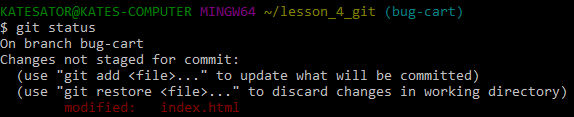 KATESATOR@KATES-COMPUTER MINGW64 ~/lesson_4_git (bug-cart)
$ git status
On branch bug-cart
Changes not staged for commit:
  (use "git add <file>..." to update what will be committed)
  (use "git restore <file>..." to discard changes in working directory)
        modified:   index.html